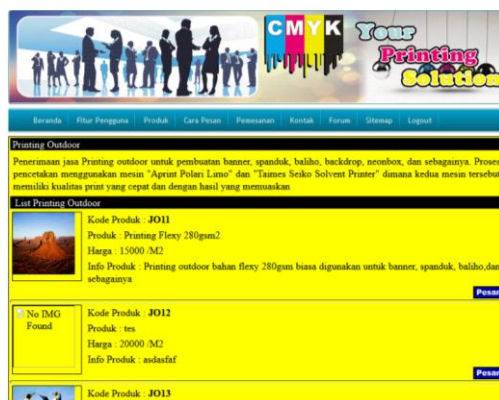 CMYK
Your
Printing
Solution
Beranda Fitur Pengguna Produk Cara Pesan Pemesanan Kontak Forum Sitemap Logout
Printing Outdoor
Penerimaan jasa Printing outdoor untuk pembuatan banner, spanduk, baliho, backdrop, neonbox, dan sebagainya. Proses
pencetakan menggunakan mesin "Aprint Polari Limo" dan "Taimes Seiko Solvent Printer" dimana kedua mesin tersebut
memiliki kualitas print yang cepat dan dengan hasil yang memuaskan
List Printing Outdoor
Kode Produk : JO11
Produk : Printing Flexy 280gsm2
Harga : 15000 /M2
Info Produk : Printing outdoor bahan flexy 280gsm biasa digunakan untuk banner, spanduk, baliho,dan
sebagainya
Pesan
No IMG
Found
Kode Produk : JO12
Produk : tes
Harga : 20000 /M2
Info Produk : asdasfaf
Pesan
Kode Produk : JO13